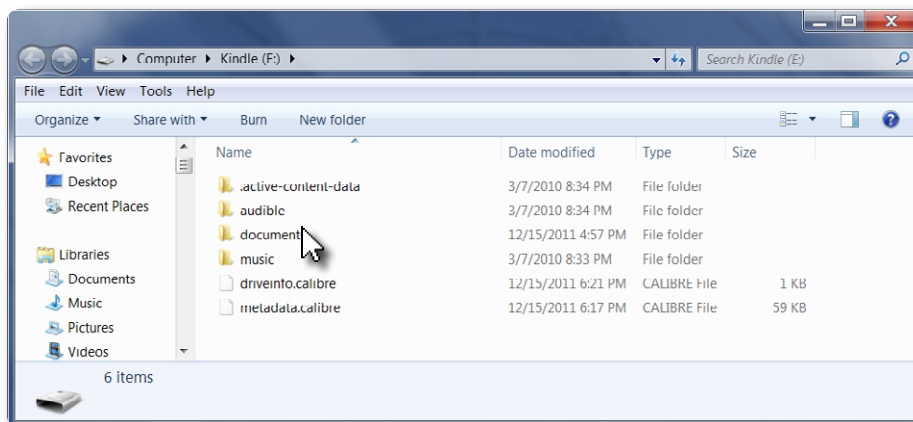 Computer Kindle (E:) Search Kindle (E:)
File Edit View Tools Help
Organize Share with Burn New folder
Name Date modified Type Size
Favorites
Desktop
Recent Places
Libraries
Documents
Music
Pictures
Videos
.active-content-data 3/7/2010 8:34 PM File folder
audible 3/7/2010 8:34 PM File folder
document 12/15/2011 4:57 PM File folder
music 3/7/2010 8:33 PM File folder
driveinfo.calibre 12/15/2011 6:21 PM CALIBRE File 1 KB
metadata.calibre 12/15/2011 6:17 PM CALIBRE File 59 KB
6 items